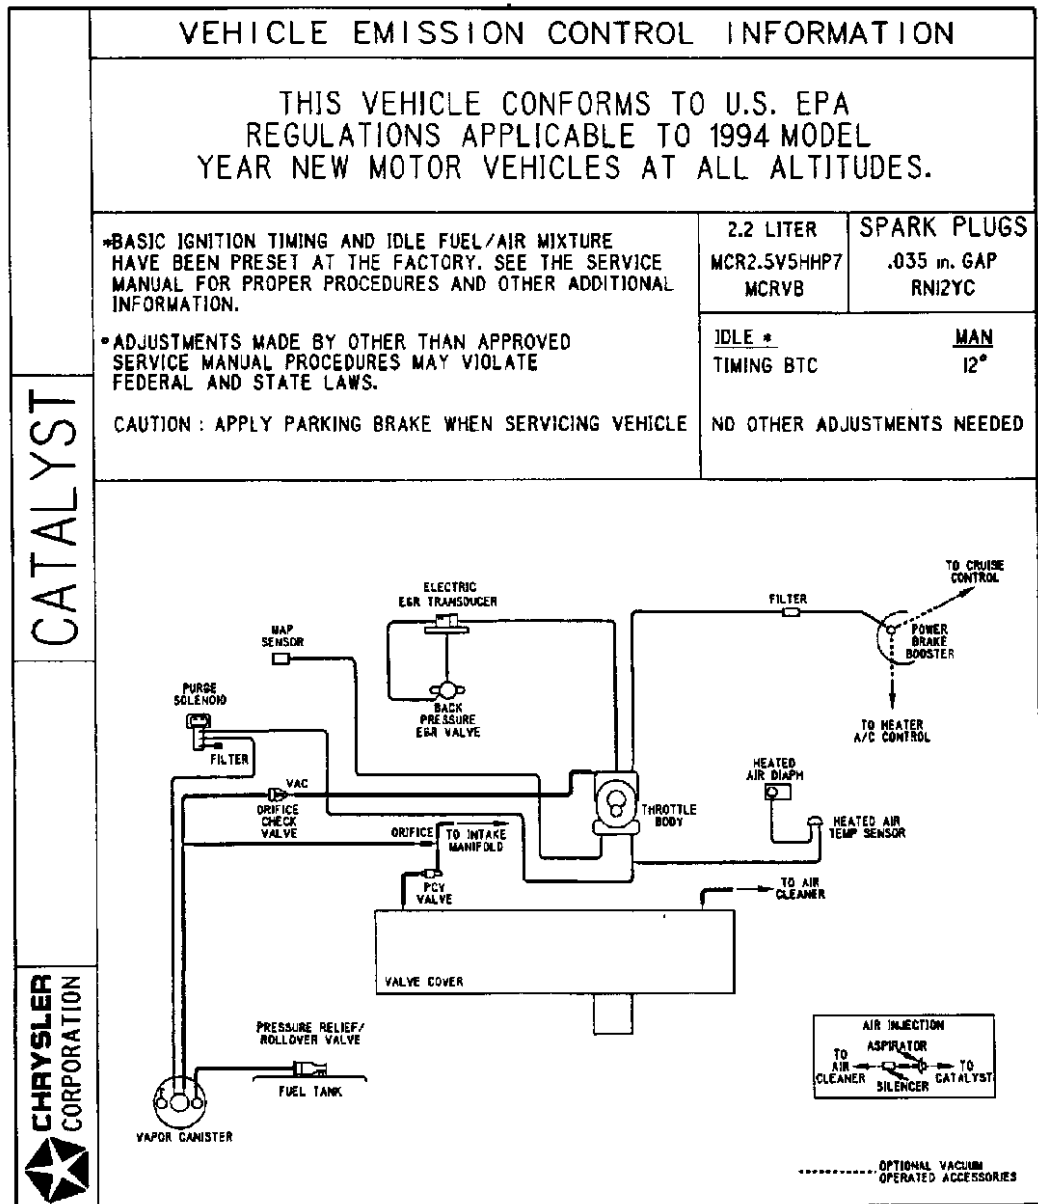 VEHICLE EMISSION CONTROL INFORMATION
THIS VEHICLE CONFORMS TO U.S. EPA
REGULATIONS APPLICABLE TO 1994 MODEL
YEAR NEW MOTOR VEHICLES AT ALL ALTITUDES.
*BASIC IGNITION TIMING AND IDLE FUEL/AIR MIXTURE
HAVE BEEN PRESET AT THE FACTORY. SEE THE SERVICE
MANUAL FOR PROPER PROCEDURES AND OTHER ADDITIONAL
INFORMATION.
•ADJUSTMENTS MADE BY OTHER THAN APPROVED
SERVICE MANUAL PROCEDURES MAY VIOLATE
FEDERAL AND STATE LAWS.
CAUTION : APPLY PARKING BRAKE WHEN SERVICING VEHICLE
2.2 LITER
MCR2.5V5HHP7
MCRVB
SPARK PLUGS
.035 in. GAP
RN12YC
IDLE * MAN
TIMING BTC 12°
NO OTHER ADJUSTMENTS NEEDED
CATALYST
CHRYSLER
CORPORATION
TO CRUISE
CONTROL
ELECTRIC
EGR TRANSDUCER
FILTER
MAP
SENSOR
POWER
BRAKE
BOOSTER
PURGE
SOLENOID
BACK
PRESSURE
EGR VALVE
TO HEATER
A/C CONTROL
FILTER
HEATED
AIR DIAPH
VAC
ORIFICE
CHECK
VALVE
THROTTLE
BODY
HEATED AIR
TEMP SENSOR
ORIFICE
TO INTAKE
MANIFOLD
PCV
VALVE
TO AIR
CLEANER
VALVE COVER
PRESSURE RELIEF/
ROLLOVER VALVE
FUEL TANK
VAPOR CANISTER
AIR INJECTION
ASPIRATOR
TO
AIR
CLEANER
SILENCER
TO
CATALYST
OPTIONAL VACUUM
OPERATED ACCESSORIES